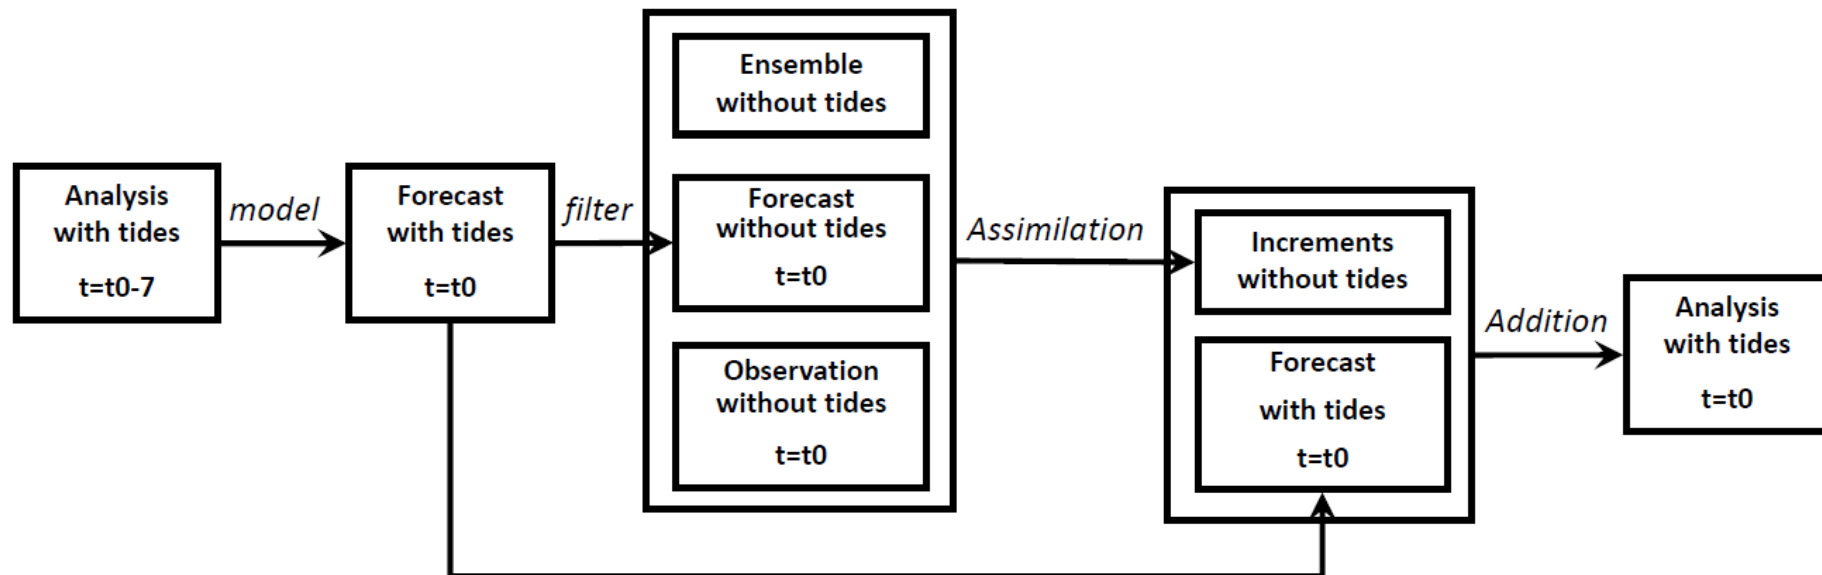 Analysis
with tides
t=t0-7
model
Forecast
with tides
t=t0
filter
Ensemble
without tides
Forecast
without tides
t=t0
Observation
without tides
t=t0
Assimilation
Increments
without tides
Forecast
with tides
t=t0
Addition
Analysis
with tides
t=t0